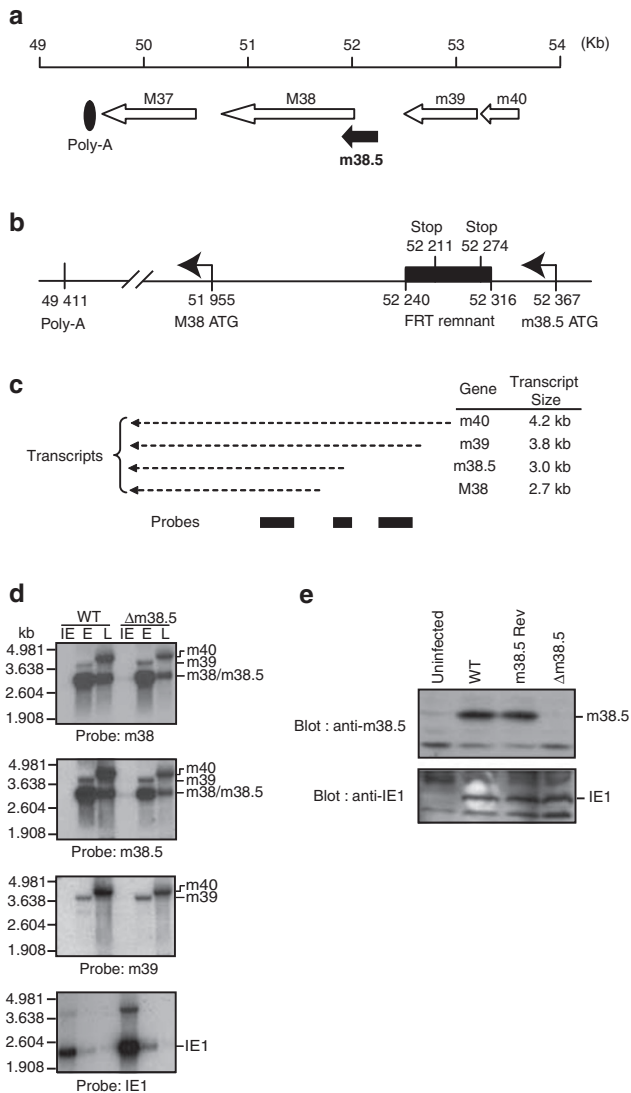 a
49 50 51 52 53 54 (Kb)
M37 M38 m39 m40
Poly-A
m38.5
b
Stop Stop
52 211 52 274
49 411 51 955 52 240 52 316 52 367
Poly-A M38 ATG FRT remnant m38.5 ATG
c
Gene Transcript Size
m40 4.2 kb
m39 3.8 kb
Transcripts m38.5 3.0 kb
M38 2.7 kb
Probes
d
WT Δm38.5
kb IE E L IE E L
4.981 m40
3.638 m39
2.604 m38/m38.5
1.908
Probe: m38
4.981 m40
3.638 m39
2.604 m38/m38.5
1.908
Probe: m38.5
4.981 m40
3.638 m39
2.604
1.908
Probe: m39
4.981
3.638
2.604 IE1
1.908
Probe: IE1
e
Uninfected WT m38.5 Rev Δm38.5
Blot : anti-m38.5 m38.5
Blot : anti-IE1 IE1